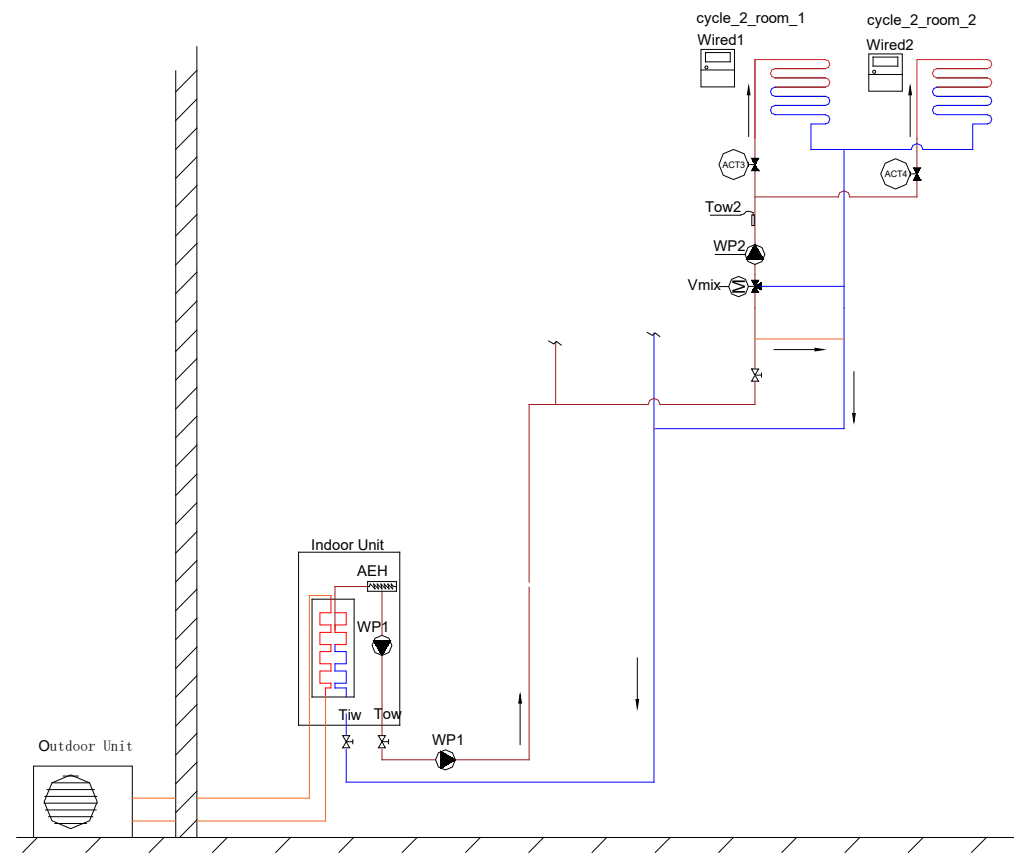 cycle_2_room_1
cycle_2_room_2
Wired1
Wired2
ACT3
ACT4
Tow2
WP2
Vmix
M
Indoor Unit
AEH
WP1
Tiw
Tow
WP1
Outdoor Unit